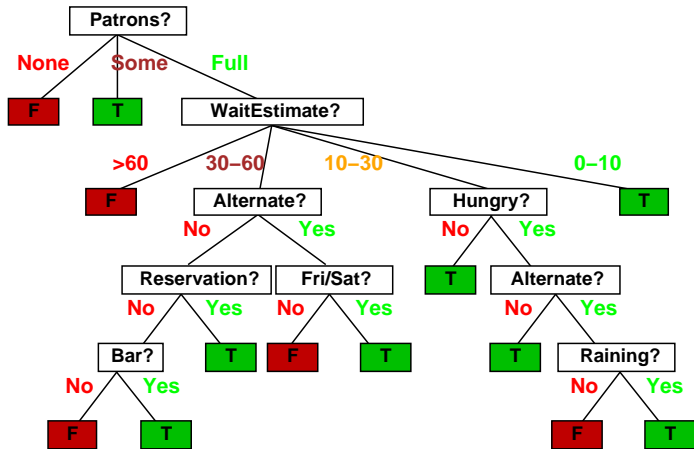 Patrons?
None Some Full
F T WaitEstimate?
>60 30–60 10–30 0–10
F Alternate? Hungry? T
No Yes No Yes
Reservation? Fri/Sat? T Alternate?
No Yes No Yes No Yes
Bar? T F T T Raining?
No Yes No Yes
F T F T